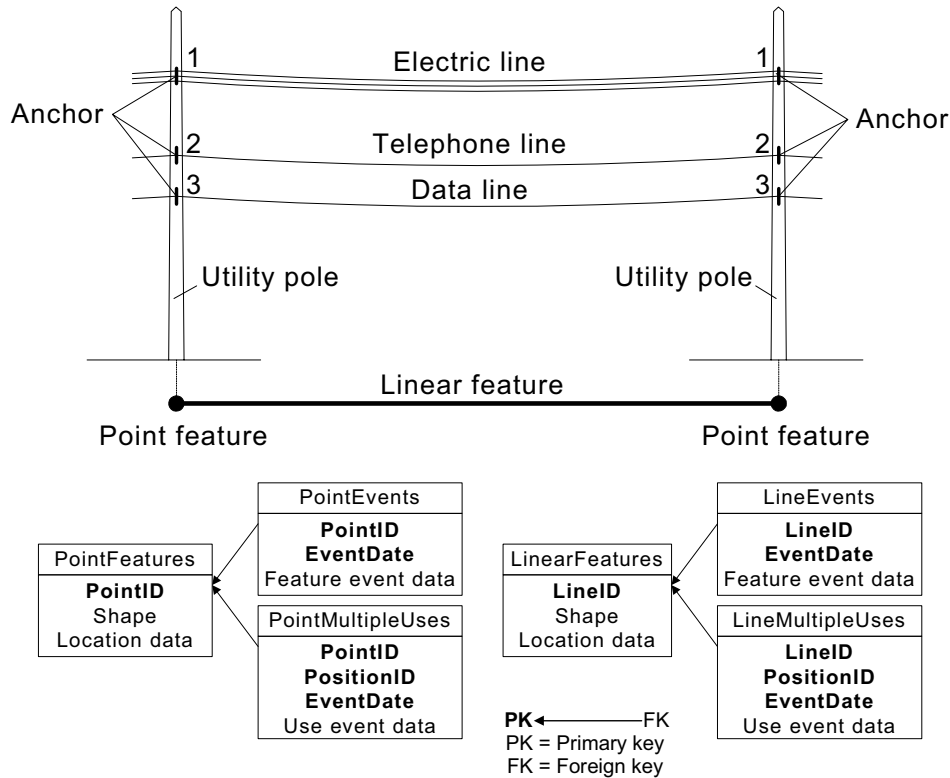 1 Electric line 1
Anchor Anchor
2 Telephone line 2
3 Data line 3
Utility pole Utility pole
Linear feature
Point feature Point feature
PointEvents
PointID
EventDate
Feature event data
PointFeatures
PointID
Shape
Location data
PointMultipleUses
PointID
PositionID
EventDate
Use event data
LineEvents
LineID
EventDate
Feature event data
LinearFeatures
LineID
Shape
Location data
LineMultipleUses
LineID
PositionID
EventDate
Use event data
PK FK
PK = Primary key
FK = Foreign key